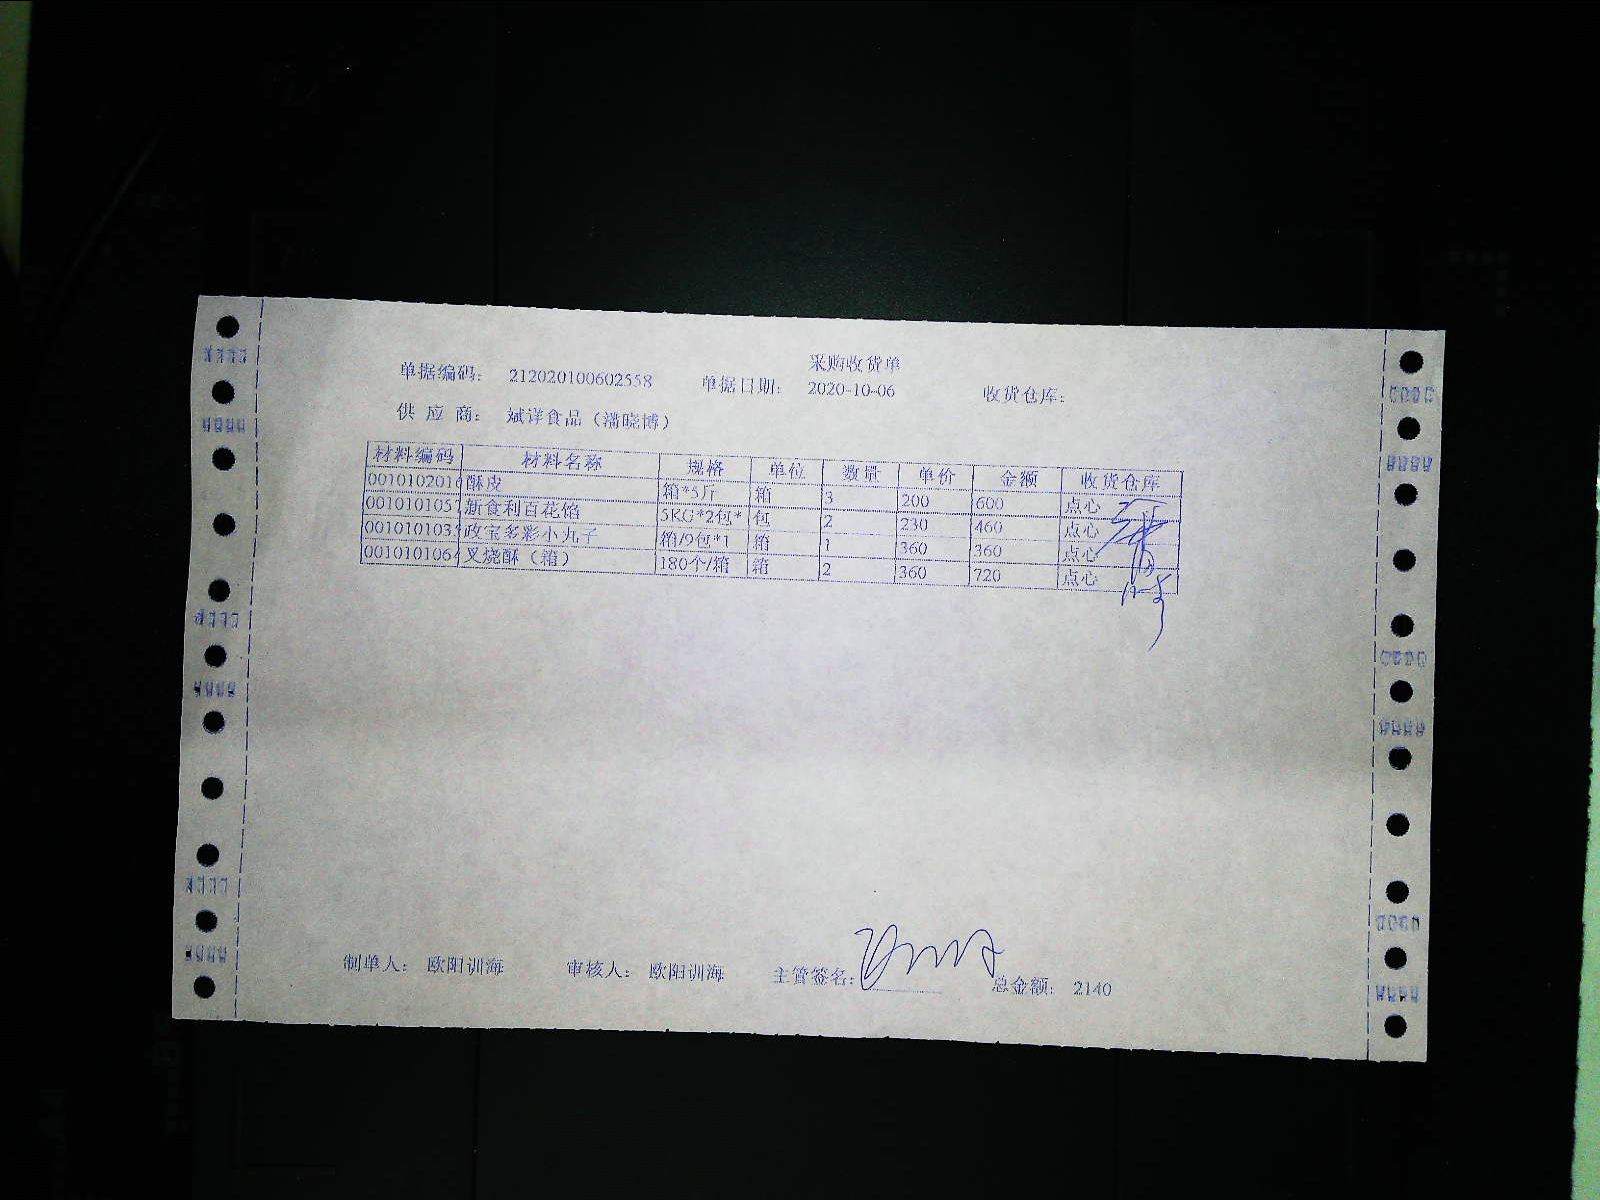 采购收货单
单据编码： 212020100602558 单据日期： 2020-10-06 收货仓库：
供 应 商： 斌详食品（潘晓博）
材料编码 材料名称 规格 单位 数量 单价 金额 收货仓库
001010201 酥皮 箱*5斤 箱 3 200 600 点心
001010105 新食利百花馅 5KG*2包* 包 2 230 460 点心
001010103 政宝多彩小丸子 箱/9包*1 箱 1 360 360 点心
001010106 叉烧酥（箱） 180个/箱 箱 2 360 720 点心
制单人： 欧阳训海 审核人： 欧阳训海 主管签名： 总金额： 2140